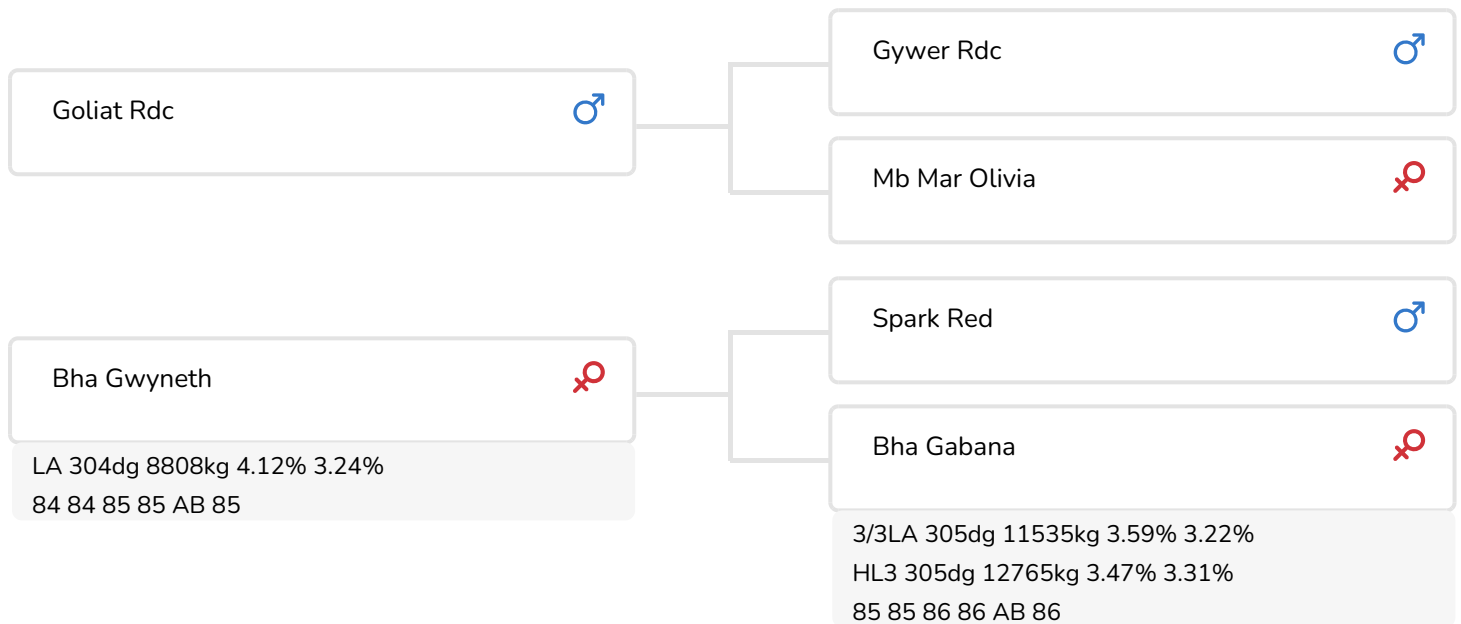 Gywer Rdc
Goliat Rdc
Mb Mar Olivia
Spark Red
Bha Gwyneth
Bha Gabana
LA 304dg 8808kg 4.12% 3.24%
84 84 85 85 AB 85
3/3LA 305dg 11535kg 3.59% 3.22%
HL3 305dg 12765kg 3.47% 3.31%
85 85 86 86 AB 86